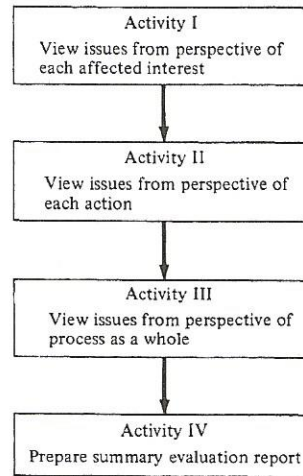 Activity I
View issues from perspective of
each affected interest
Activity II
View issues from perspective of
each action
Activity III
View issues from perspective of
process as a whole
Activity IV
Prepare summary evaluation report